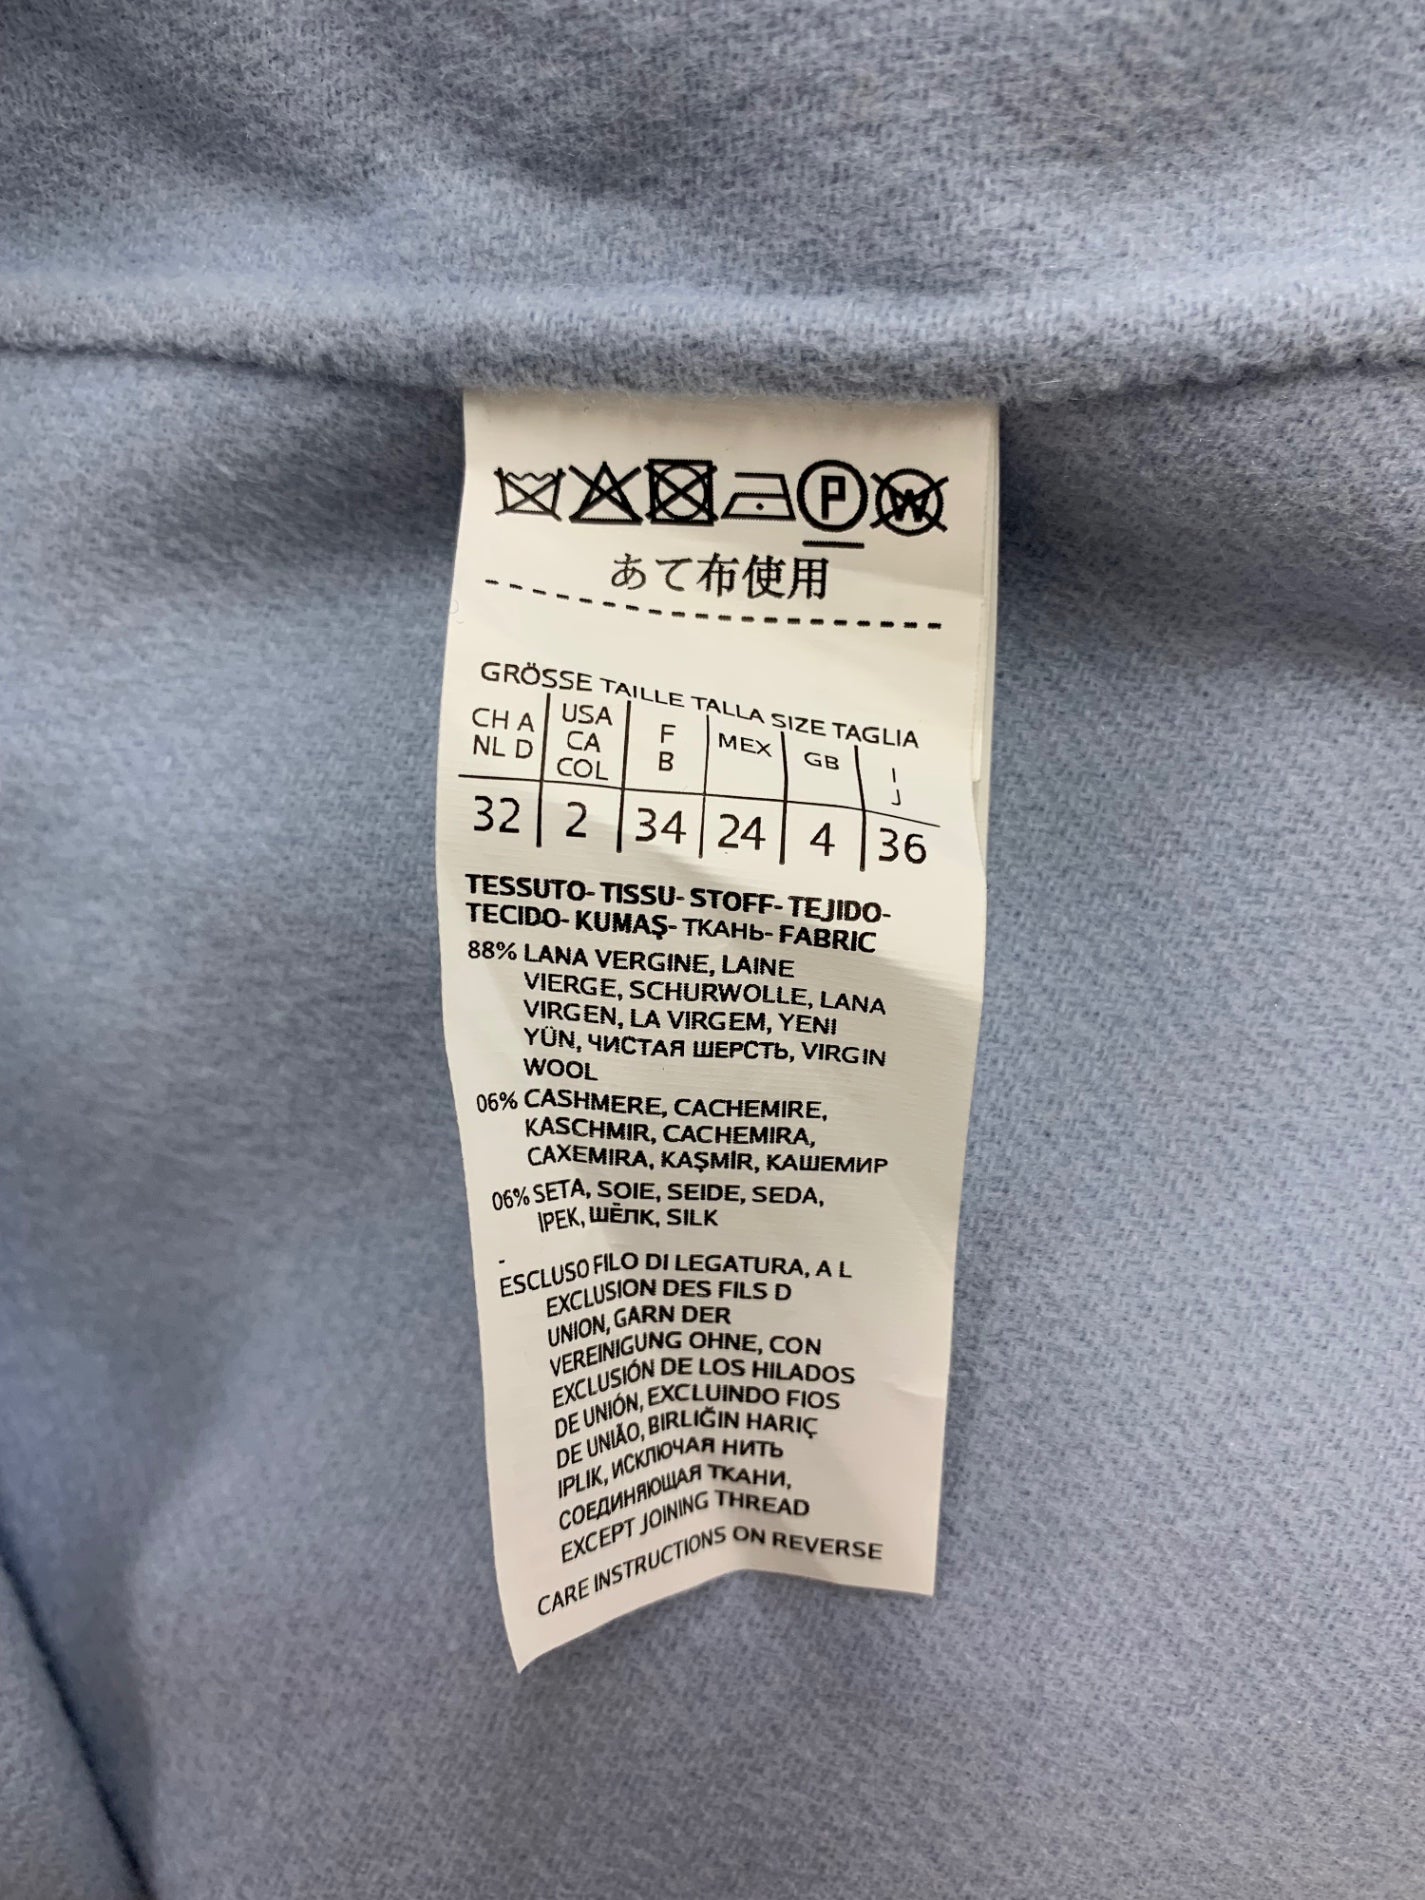 P W
あて布使用
GRÖSSE TAILLE TALLA SIZE TAGLIA
CH A USA F MEX GB I
NL D CA B J
COL
32 2 34 24 4 36
TESSUTO- TISSU- STOFF- TEJIDO-
TECIDO- KUMAŞ- ТКАНЬ- FABRIC
88% LANA VERGINE, LAINE
VIERGE, SCHURWOLLE, LANA
VIRGEN, LA VIRGEM, YENI
YÜN, ЧИСТАЯ ШЕРСТЬ, VIRGIN
WOOL
06% CASHMERE, CACHEMIRE,
KASCHMIR, CACHEMIRA,
CAXEMIRA, KAŞMİR, КАШЕМИР
06% SETA, SOIE, SEIDE, SEDA,
İPEK, ШЁЛК, SILK
-
ESCLUSO FILO DI LEGATURA, A L
EXCLUSION DES FILS D
UNION, GARN DER
VEREINIGUNG OHNE, CON
EXCLUSIÓN DE LOS HILADOS
DE UNIÓN, EXCLUINDO FIOS
DE UNIÃO, BIRLIĞIN HARIÇ
IPLIK, ИСКЛЮЧАЯ НИТЬ
СОЕДИНЯЮЩАЯ ТКАНИ,
EXCEPT JOINING THREAD
CARE INSTRUCTIONS ON REVERSE